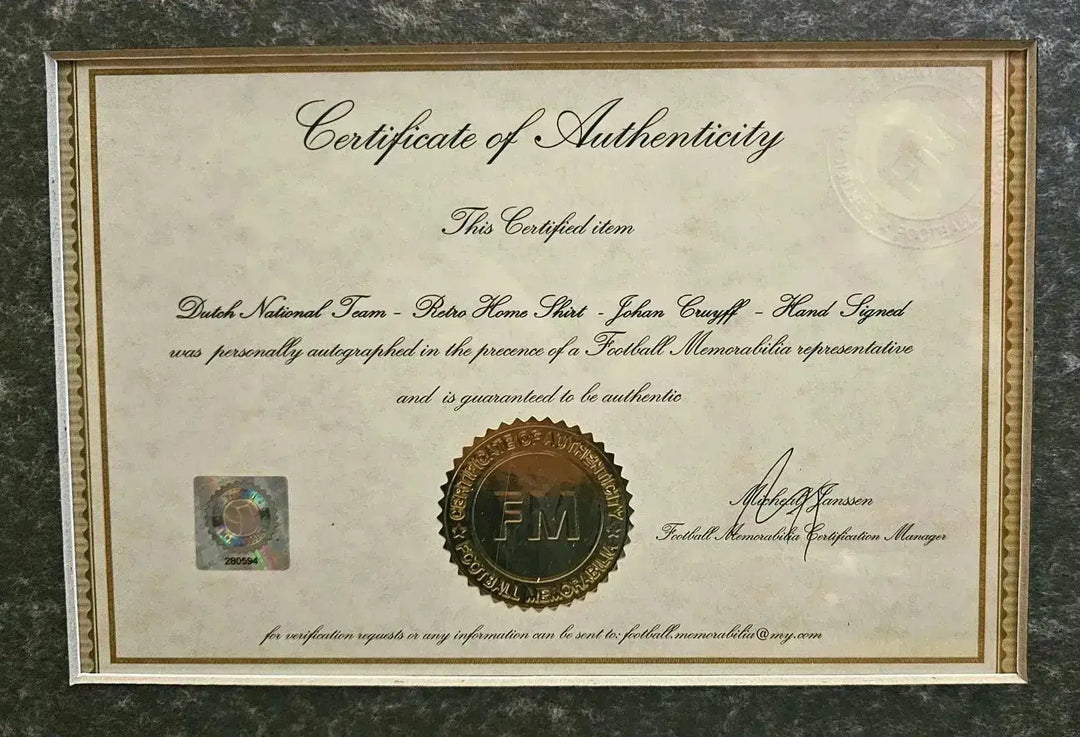 Certificate of Authenticity
This Certified item
Dutch National Team - Retro Home Shirt - Johan Cruyff - Hand Signed
was personally autographed in the precence of a Football Memorabilia representative
and is guaranteed to be authentic
CERTIFICATE OF AUTHENTICITY
FM
FOOTBALL MEMORABILIA
280594
Janssen
Football Memorabilia Certification Manager
for verification requests or any information can be sent to: football.memorabilia@my.com